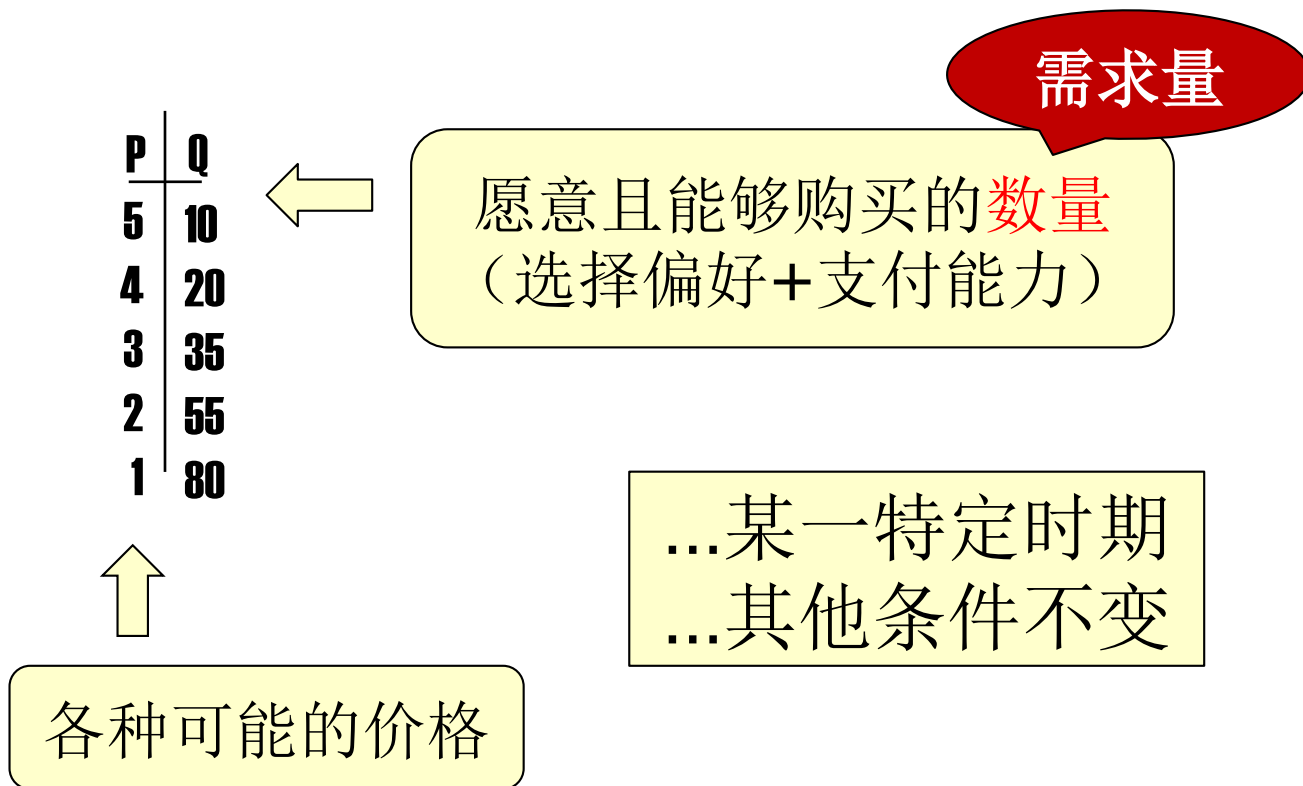 需求量
P Q
5 10
4 20
3 35
2 55
1 80
愿意且能够购买的数量
（选择偏好+支付能力）
...某一特定时期
...其他条件不变
各种可能的价格